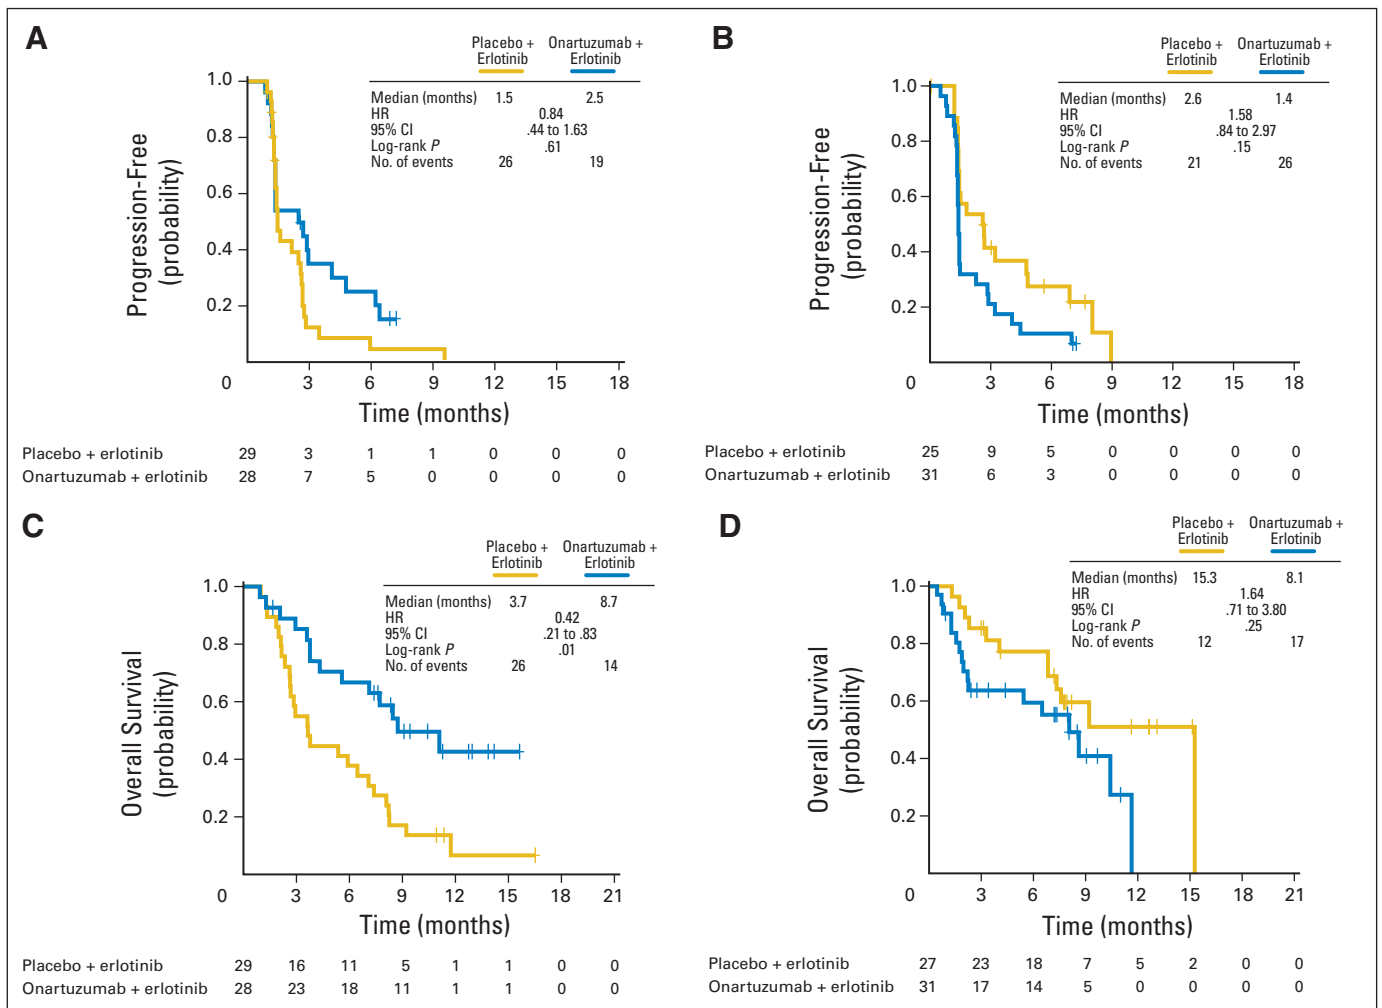 A
Placebo + Onartuzumab +
Erlotinib Erlotinib
Median (months) 1.5 2.5
HR 0.84
95% CI .44 to 1.63
Log-rank P .61
No. of events 26 19
Progression-Free
(probability)
1.0
0.8
0.6
0.4
0.2
0 3 6 9 12 15 18
Time (months)
Placebo + erlotinib 29 3 1 1 0 0 0
Onartuzumab + erlotinib 28 7 5 0 0 0 0
B
Placebo + Onartuzumab +
Erlotinib Erlotinib
Median (months) 2.6 1.4
HR 1.58
95% CI .84 to 2.97
Log-rank P .15
No. of events 21 26
Progression-Free
(probability)
1.0
0.8
0.6
0.4
0.2
0 3 6 9 12 15 18
Time (months)
Placebo + erlotinib 25 9 5 0 0 0 0
Onartuzumab + erlotinib 31 6 3 0 0 0 0
C
Placebo + Onartuzumab +
Erlotinib Erlotinib
Median (months) 3.7 8.7
HR 0.42
95% CI .21 to .83
Log-rank P .01
No. of events 26 14
Overall Survival
(probability)
1.0
0.8
0.6
0.4
0.2
0 3 6 9 12 15 18 21
Time (months)
Placebo + erlotinib 29 16 11 5 1 1 0 0
Onartuzumab + erlotinib 28 23 18 11 1 1 0 0
D
Placebo + Onartuzumab +
Erlotinib Erlotinib
Median (months) 15.3 8.1
HR 1.64
95% CI .71 to 3.80
Log-rank P .25
No. of events 12 17
Overall Survival
(probability)
1.0
0.8
0.6
0.4
0.2
0 3 6 9 12 15 18 21
Time (months)
Placebo + erlotinib 27 23 18 7 5 2 0 0
Onartuzumab + erlotinib 31 17 14 5 0 0 0 0